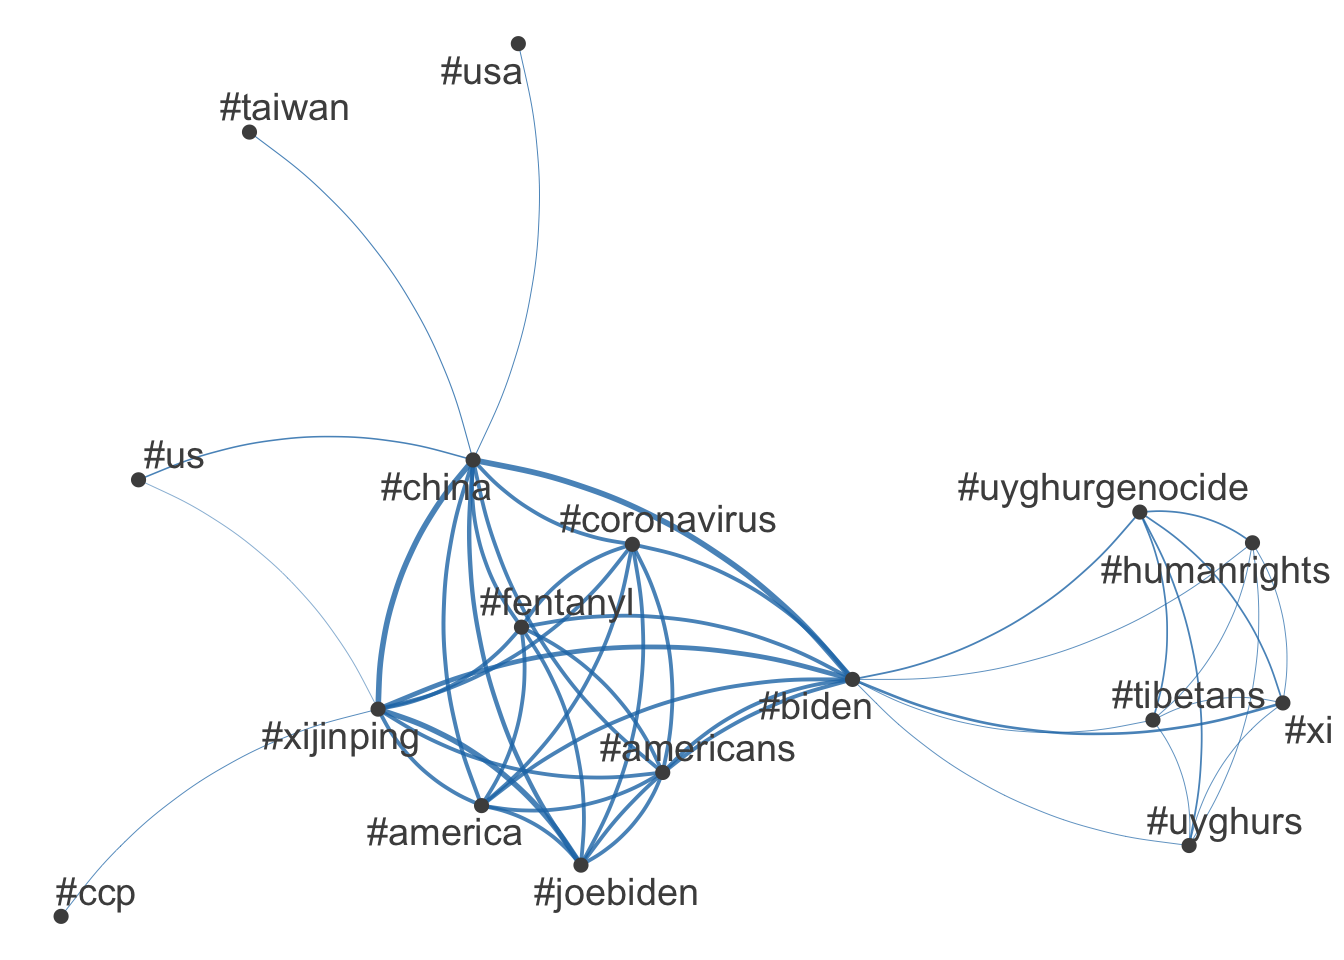 #usa
#taiwan
#us
#china
#uyghurgenocide
#coronavirus
#humanrights
#fentanyl
#tibetans
#biden
#xi
#xijinping
#americans
#uyghurs
#america
#ccp
#joebiden